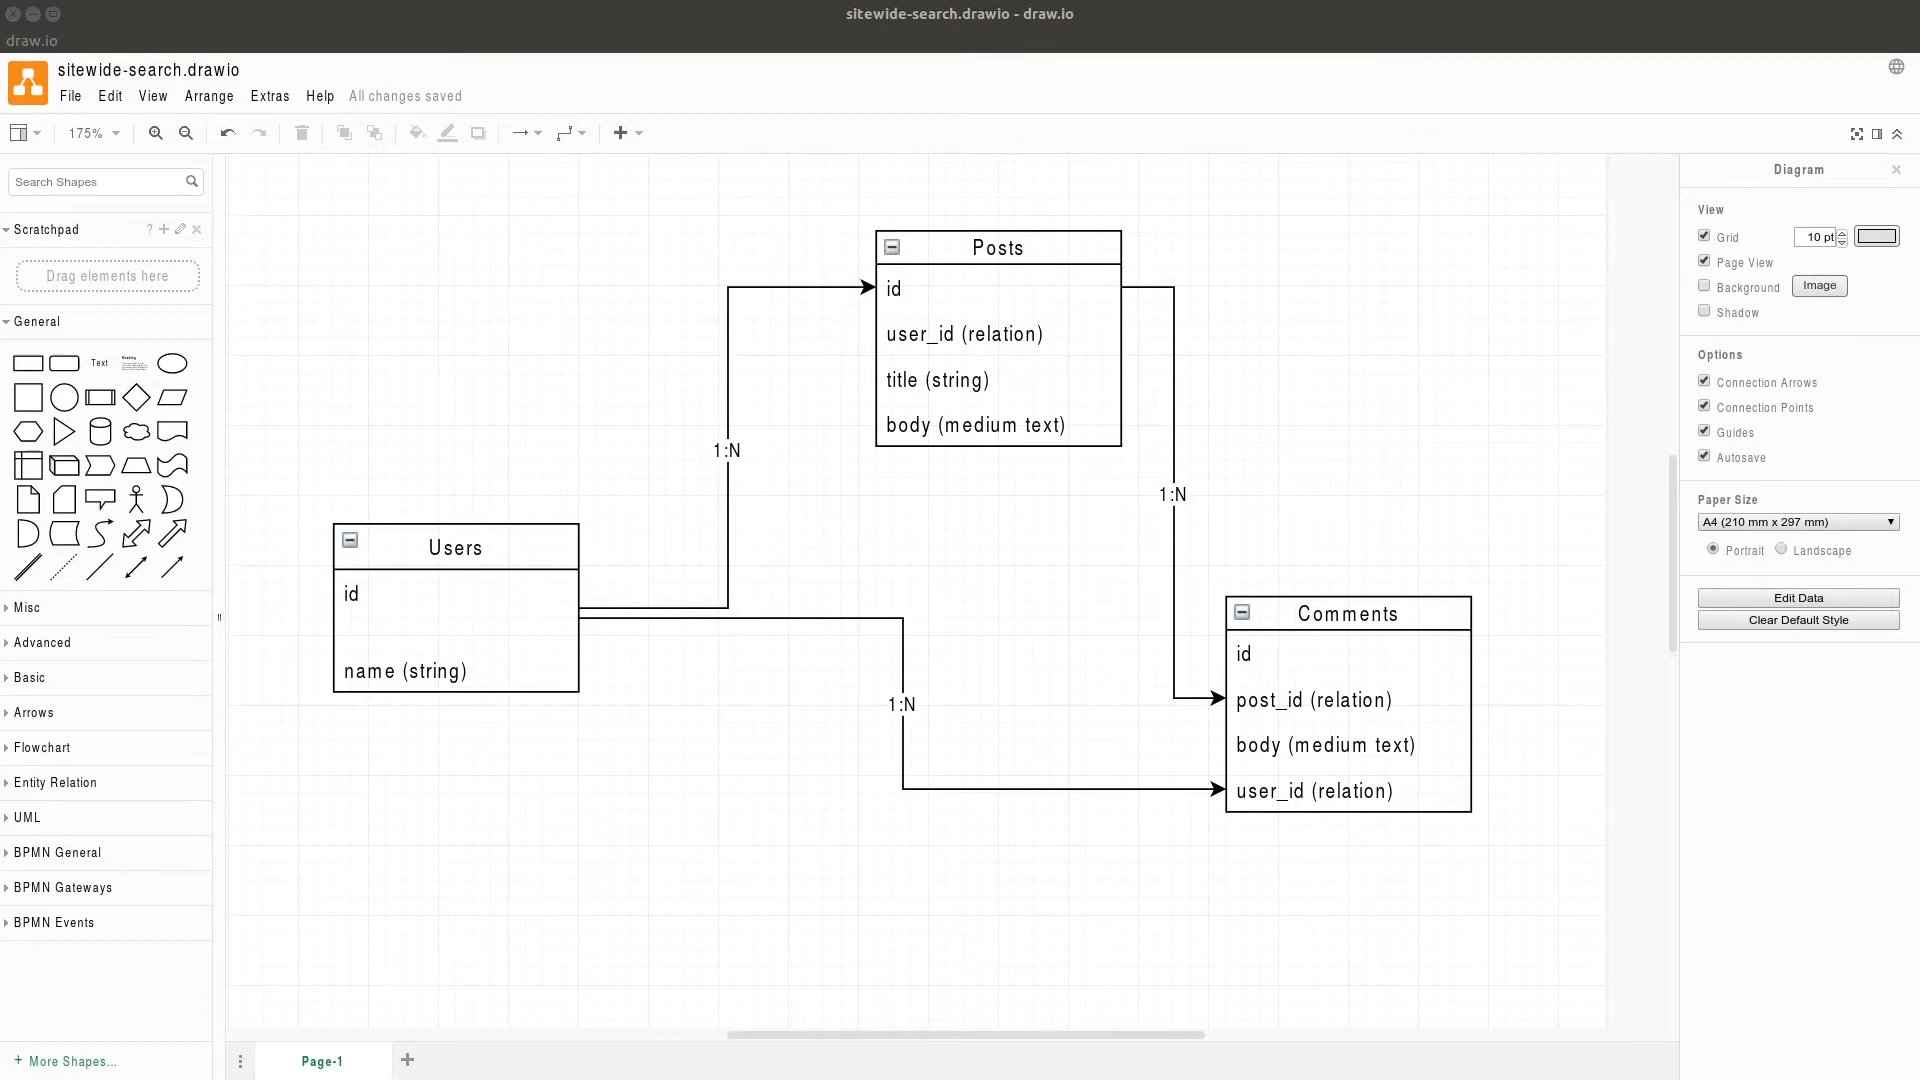 sitewide-search.drawio - draw.io
draw.io
sitewide-search.drawio
File Edit View Arrange Extras Help All changes saved
175%
Search Shapes
Scratchpad
?
Drag elements here
General
Text
Heading
Misc
Advanced
Basic
Arrows
Flowchart
Entity Relation
UML
BPMN General
BPMN Gateways
BPMN Events
+ More Shapes...
Posts
id
user_id (relation)
title (string)
body (medium text)
1:N
1:N
Users
id
name (string)
1:N
Comments
id
post_id (relation)
body (medium text)
user_id (relation)
Page-1
Diagram
View
Grid 10 pt
Page View
Background Image
Shadow
Options
Connection Arrows
Connection Points
Guides
Autosave
Paper Size
A4 (210 mm x 297 mm)
Portrait Landscape
Edit Data
Clear Default Style